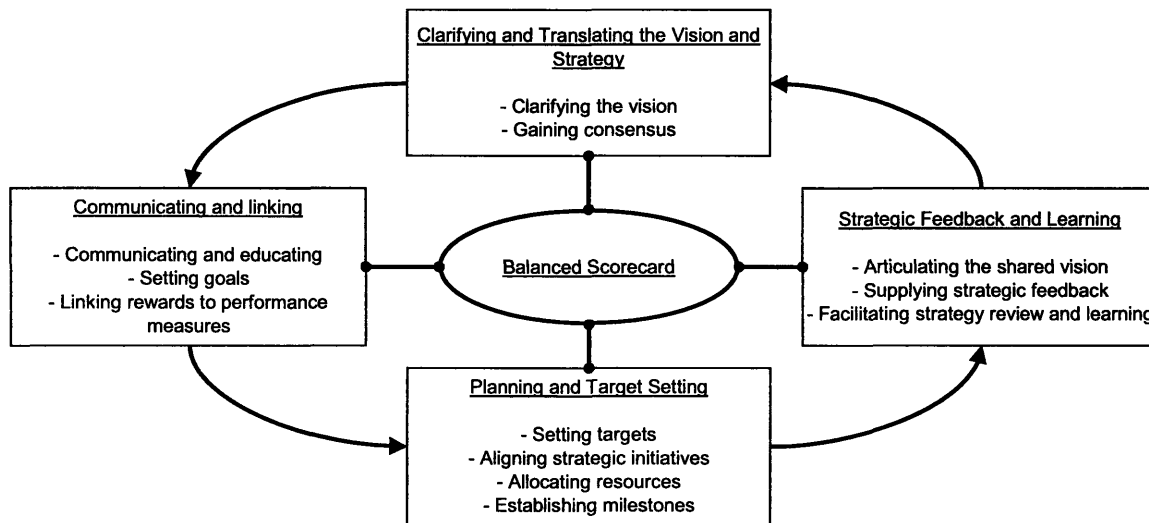 Clarifying and Translating the Vision and
Strategy
- Clarifying the vision
- Gaining consensus
Communicating and linking
- Communicating and educating
- Setting goals
- Linking rewards to performance
measures
Balanced Scorecard
Strategic Feedback and Learning
- Articulating the shared vision
- Supplying strategic feedback
- Facilitating strategy review and learning
Planning and Target Setting
- Setting targets
- Aligning strategic initiatives
- Allocating resources
- Establishing milestones